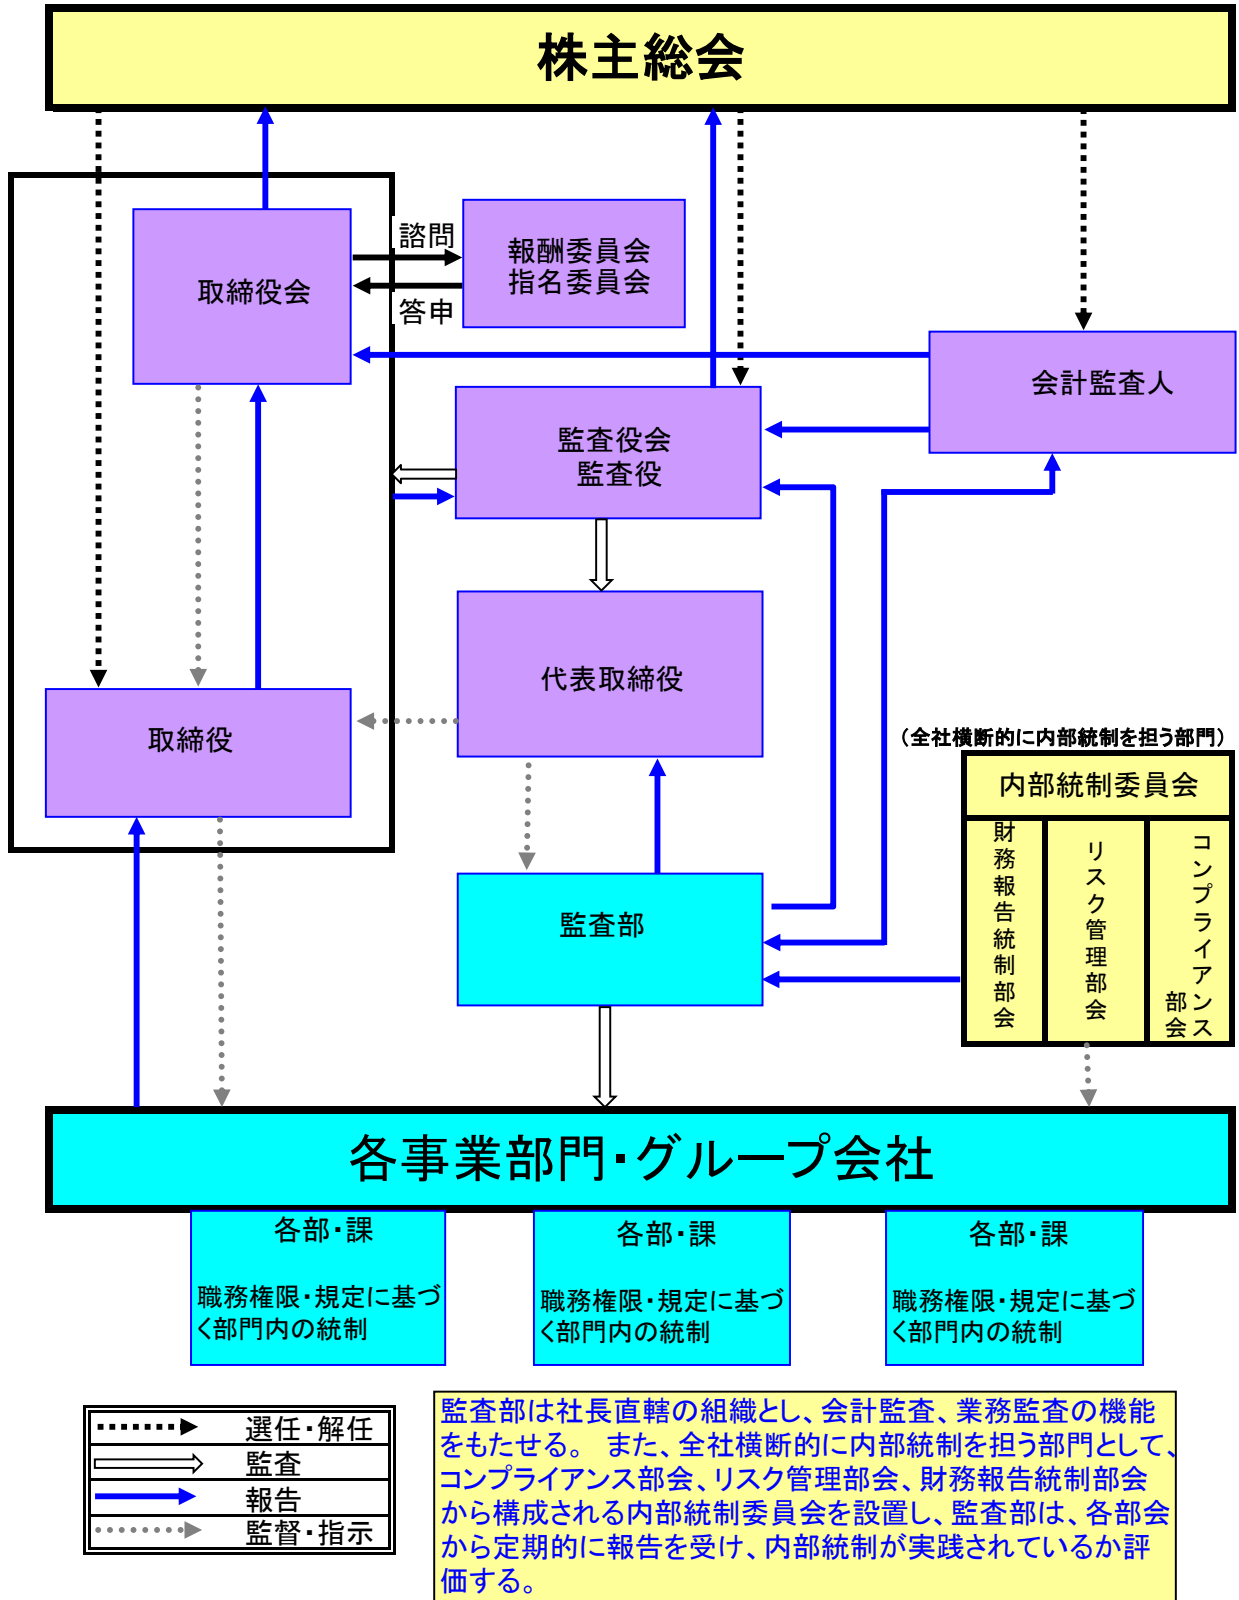 株主総会
諮問
報酬委員会
指名委員会
取締役会
答申
会計監査人
監査役会
監査役
代表取締役
取締役
（全社横断的に内部統制を担う部門）
内部統制委員会
財務報告統制部会
リスク管理部会
コンプライアンス
部会
監査部
各事業部門・グループ会社
各部・課
職務権限・規定に基づ
く部門内の統制
各部・課
職務権限・規定に基づ
く部門内の統制
各部・課
職務権限・規定に基づ
く部門内の統制
選任・解任
監査
報告
監督・指示
監査部は社長直轄の組織とし、会計監査、業務監査の機能
をもたせる。 また、全社横断的に内部統制を担う部門として、
コンプライアンス部会、リスク管理部会、財務報告統制部会
から構成される内部統制委員会を設置し、監査部は、各部会
から定期的に報告を受け、内部統制が実践されているか評
価する。